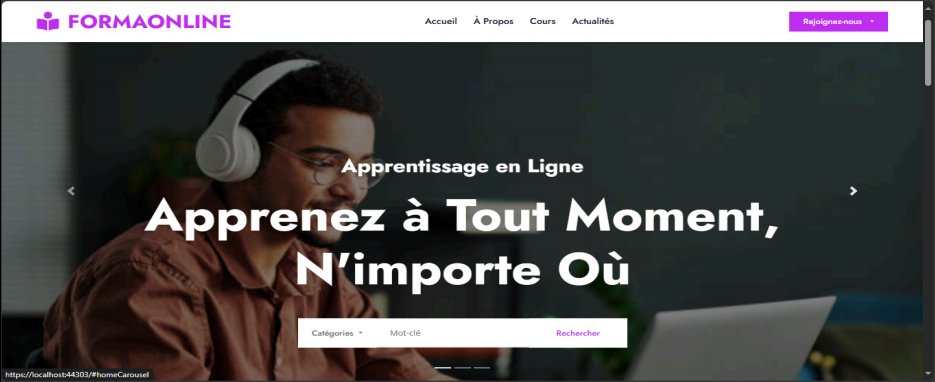 FORMAONLINE
Accueil À Propos Cours Actualités
Rejoignez-nous
Apprentissage en Ligne
Apprenez à Tout Moment,
N'importe Où
Catégories Mot-clé Rechercher
https://localhost:44303/#homeCarousel